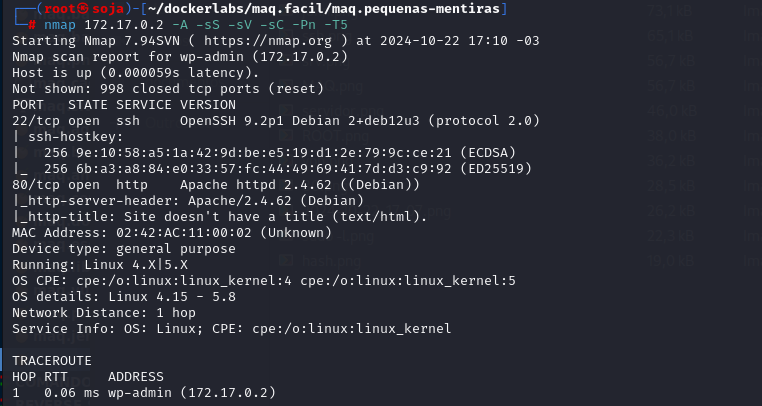 ┌──(root㉿soja)-[~/dockerlabs/maq.facil/maq.pequenas-mentiras]
└─# nmap 172.17.0.2 -A -sS -sV -sC -Pn -T5
Starting Nmap 7.94SVN ( https://nmap.org ) at 2024-10-22 17:10 -03
Nmap scan report for wp-admin (172.17.0.2)
Host is up (0.000059s latency).
Not shown: 998 closed tcp ports (reset)
PORT   STATE SERVICE VERSION
22/tcp open  ssh     OpenSSH 9.2p1 Debian 2+deb12u3 (protocol 2.0)
| ssh-hostkey:
|   256 9e:10:58:a5:1a:42:9d:be:e5:19:d1:2e:79:9c:ce:21 (ECDSA)
|_  256 6b:a3:a8:84:e0:33:57:fc:44:49:69:41:7d:d3:c9:92 (ED25519)
80/tcp open  http    Apache httpd 2.4.62 ((Debian))
|_http-server-header: Apache/2.4.62 (Debian)
|_http-title: Site doesn't have a title (text/html).
MAC Address: 02:42:AC:11:00:02 (Unknown)
Device type: general purpose
Running: Linux 4.X|5.X
OS CPE: cpe:/o:linux:linux_kernel:4 cpe:/o:linux:linux_kernel:5
OS details: Linux 4.15 - 5.8
Network Distance: 1 hop
Service Info: OS: Linux; CPE: cpe:/o:linux:linux_kernel
TRACEROUTE
HOP RTT     ADDRESS
1   0.06 ms wp-admin (172.17.0.2)